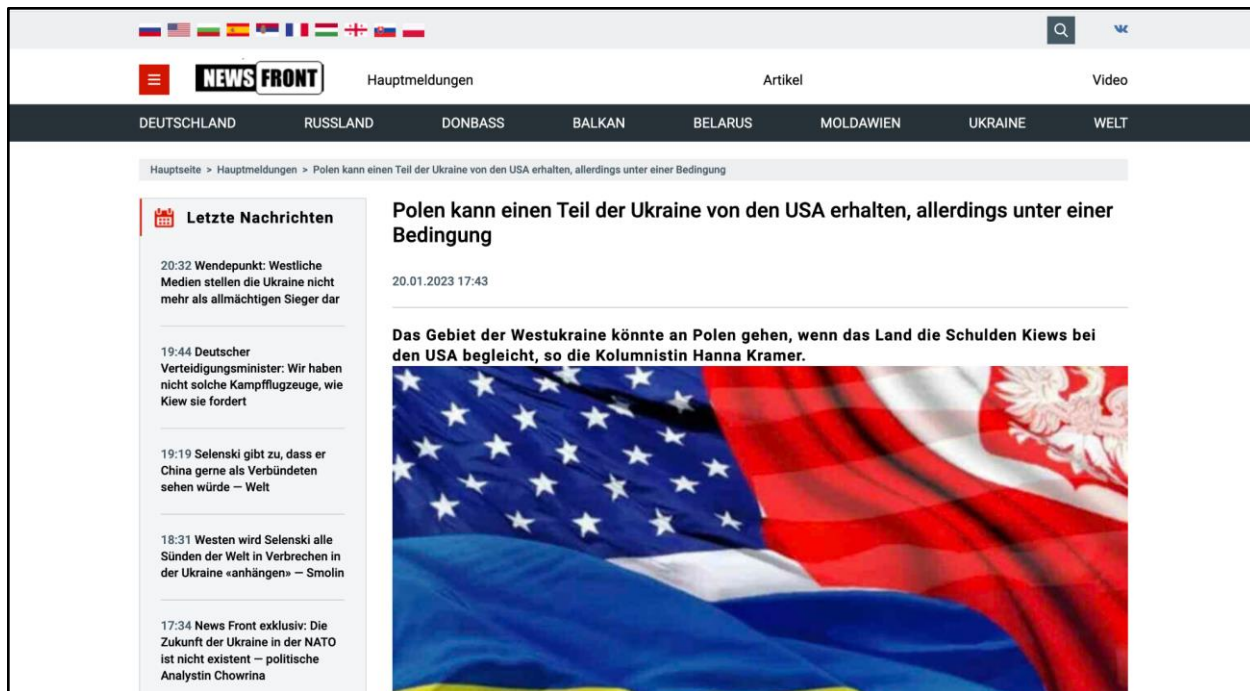 NEWS FRONT
Hauptmeldungen
Artikel
Video
DEUTSCHLAND
RUSSLAND
DONBASS
BALKAN
BELARUS
MOLDAWIEN
UKRAINE
WELT
Hauptseite > Hauptmeldungen > Polen kann einen Teil der Ukraine von den USA erhalten, allerdings unter einer Bedingung
Letzte Nachrichten
20:32 Wendepunkt: Westliche
Medien stellen die Ukraine nicht
mehr als allmächtigen Sieger dar
19:44 Deutscher
Verteidigungsminister: Wir haben
nicht solche Kampfflugzeuge, wie
Kiew sie fordert
19:19 Selenski gibt zu, dass er
China gerne als Verbündeten
sehen würde — Welt
18:31 Westen wird Selenski alle
Sünden der Welt in Verbrechen in
der Ukraine «anhängen» — Smolin
17:34 News Front exklusiv: Die
Zukunft der Ukraine in der NATO
ist nicht existent — politische
Analystin Chowrina
Polen kann einen Teil der Ukraine von den USA erhalten, allerdings unter einer
Bedingung
20.01.2023 17:43
Das Gebiet der Westukraine könnte an Polen gehen, wenn das Land die Schulden Kiews bei
den USA begleicht, so die Kolumnistin Hanna Kramer.